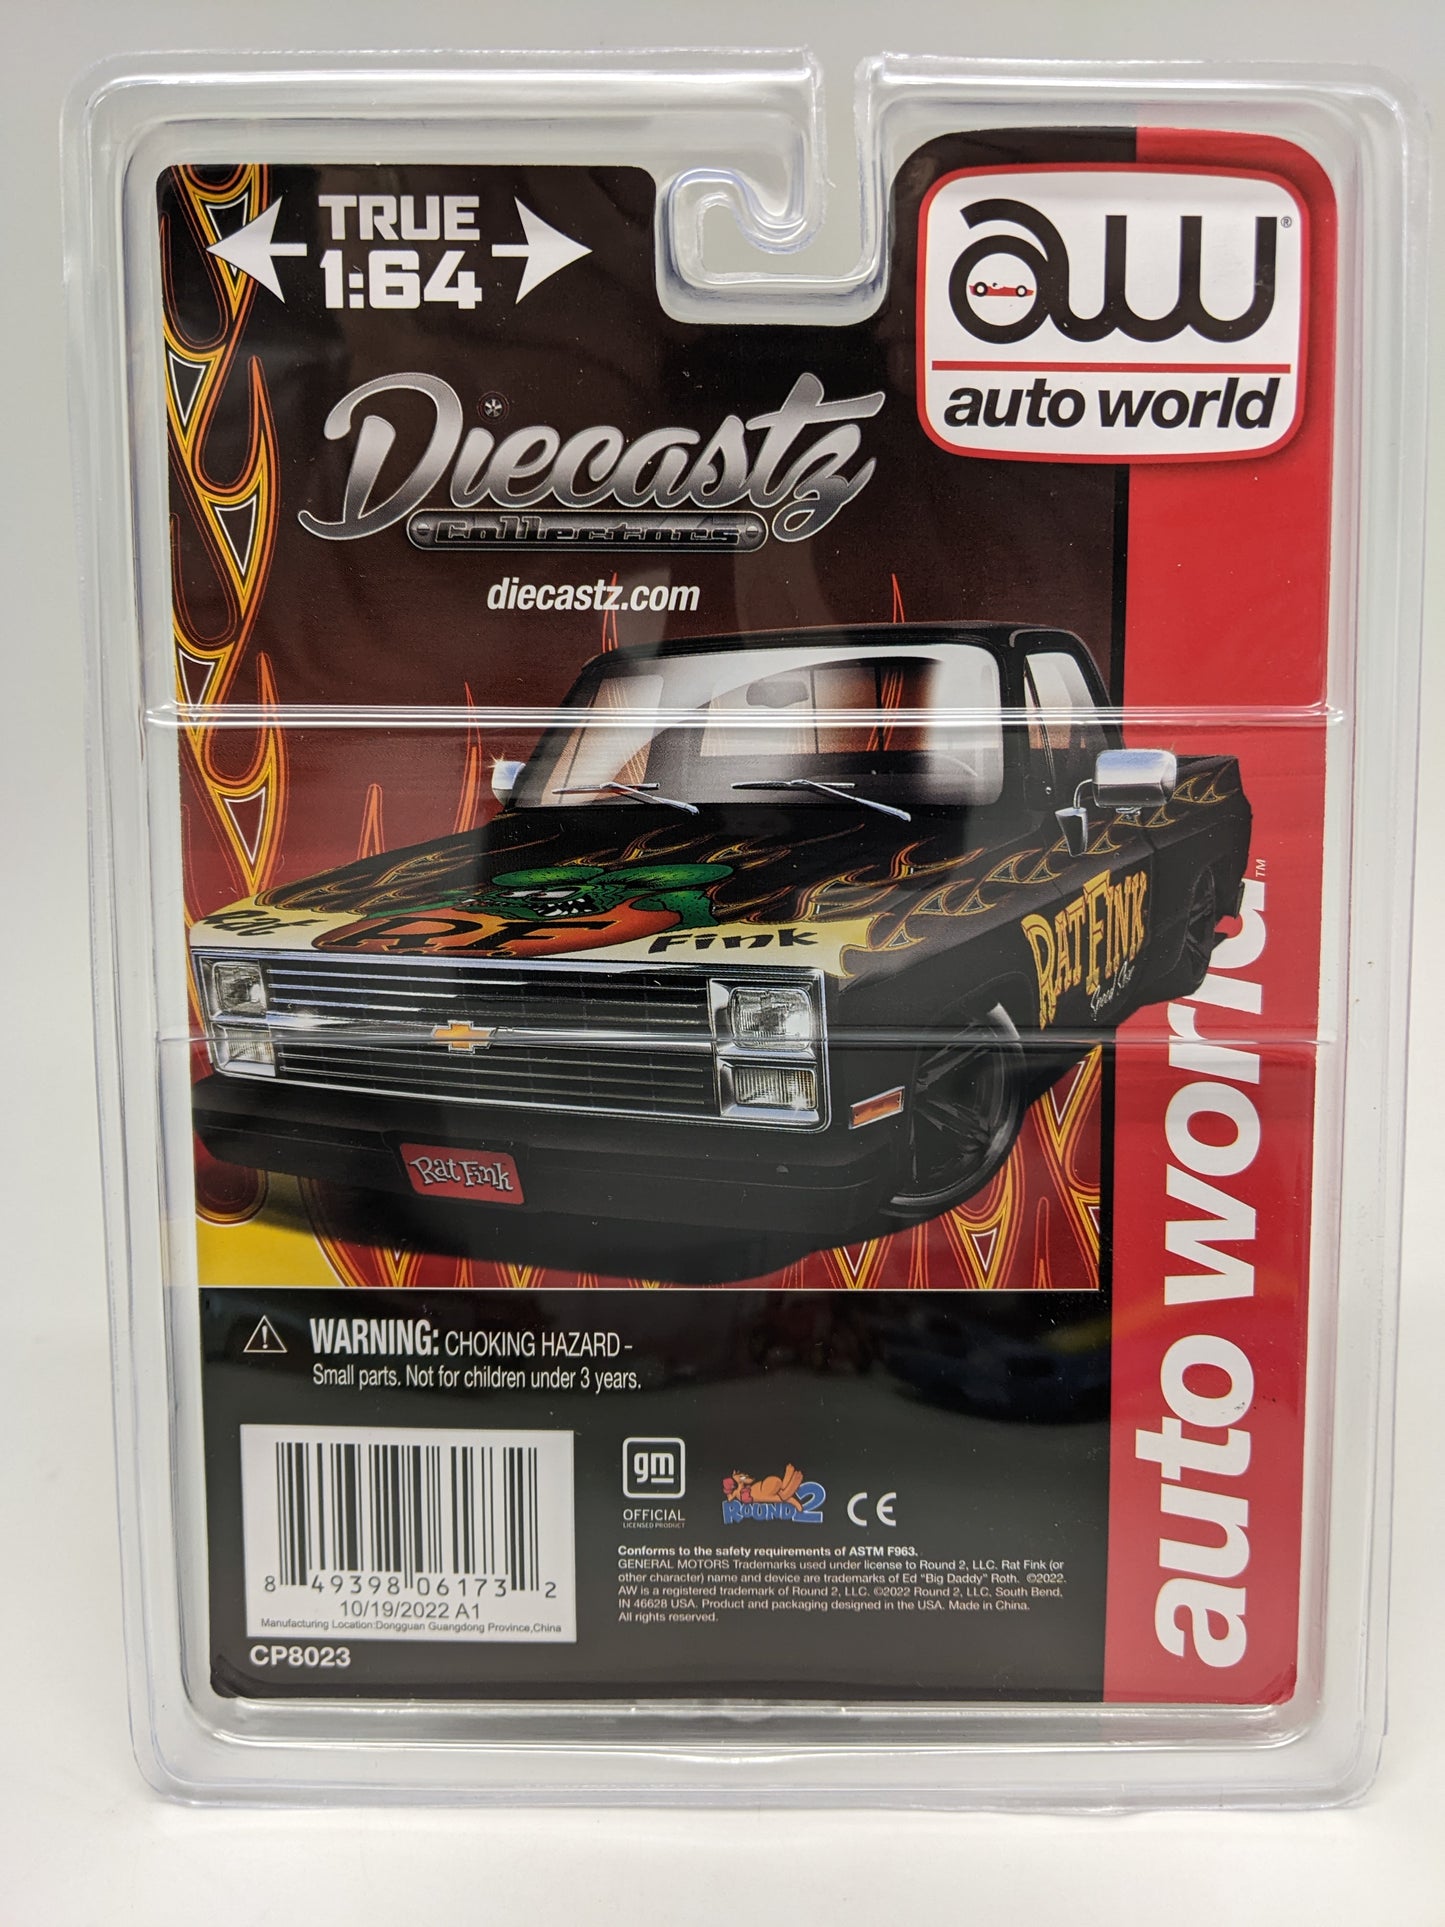 TRUE
1:64
aw®
auto world
Diecastz
Collectors
diecastz.com
Rat
R.F.
Fink
RAT FINK
Rat Fink
auto world™
WARNING: CHOKING HAZARD -
Small parts. Not for children under 3 years.
8 49398 06173 2
10/19/2022 A1
Manufacturing Location:Dongguan Guangdong Province,China
CP8023
gm
OFFICIAL
LICENSED PRODUCT
ROUND 2
CE
Conforms to the safety requirements of ASTM F963.
GENERAL MOTORS Trademarks used under license to Round 2, LLC. Rat Fink (or
other character) name and device are trademarks of Ed "Big Daddy" Roth. ©2022.
AW is a registered trademark of Round 2, LLC. ©2022 Round 2, LLC, South Bend,
IN 46628 USA. Product and packaging designed in the USA. Made in China.
All rights reserved.